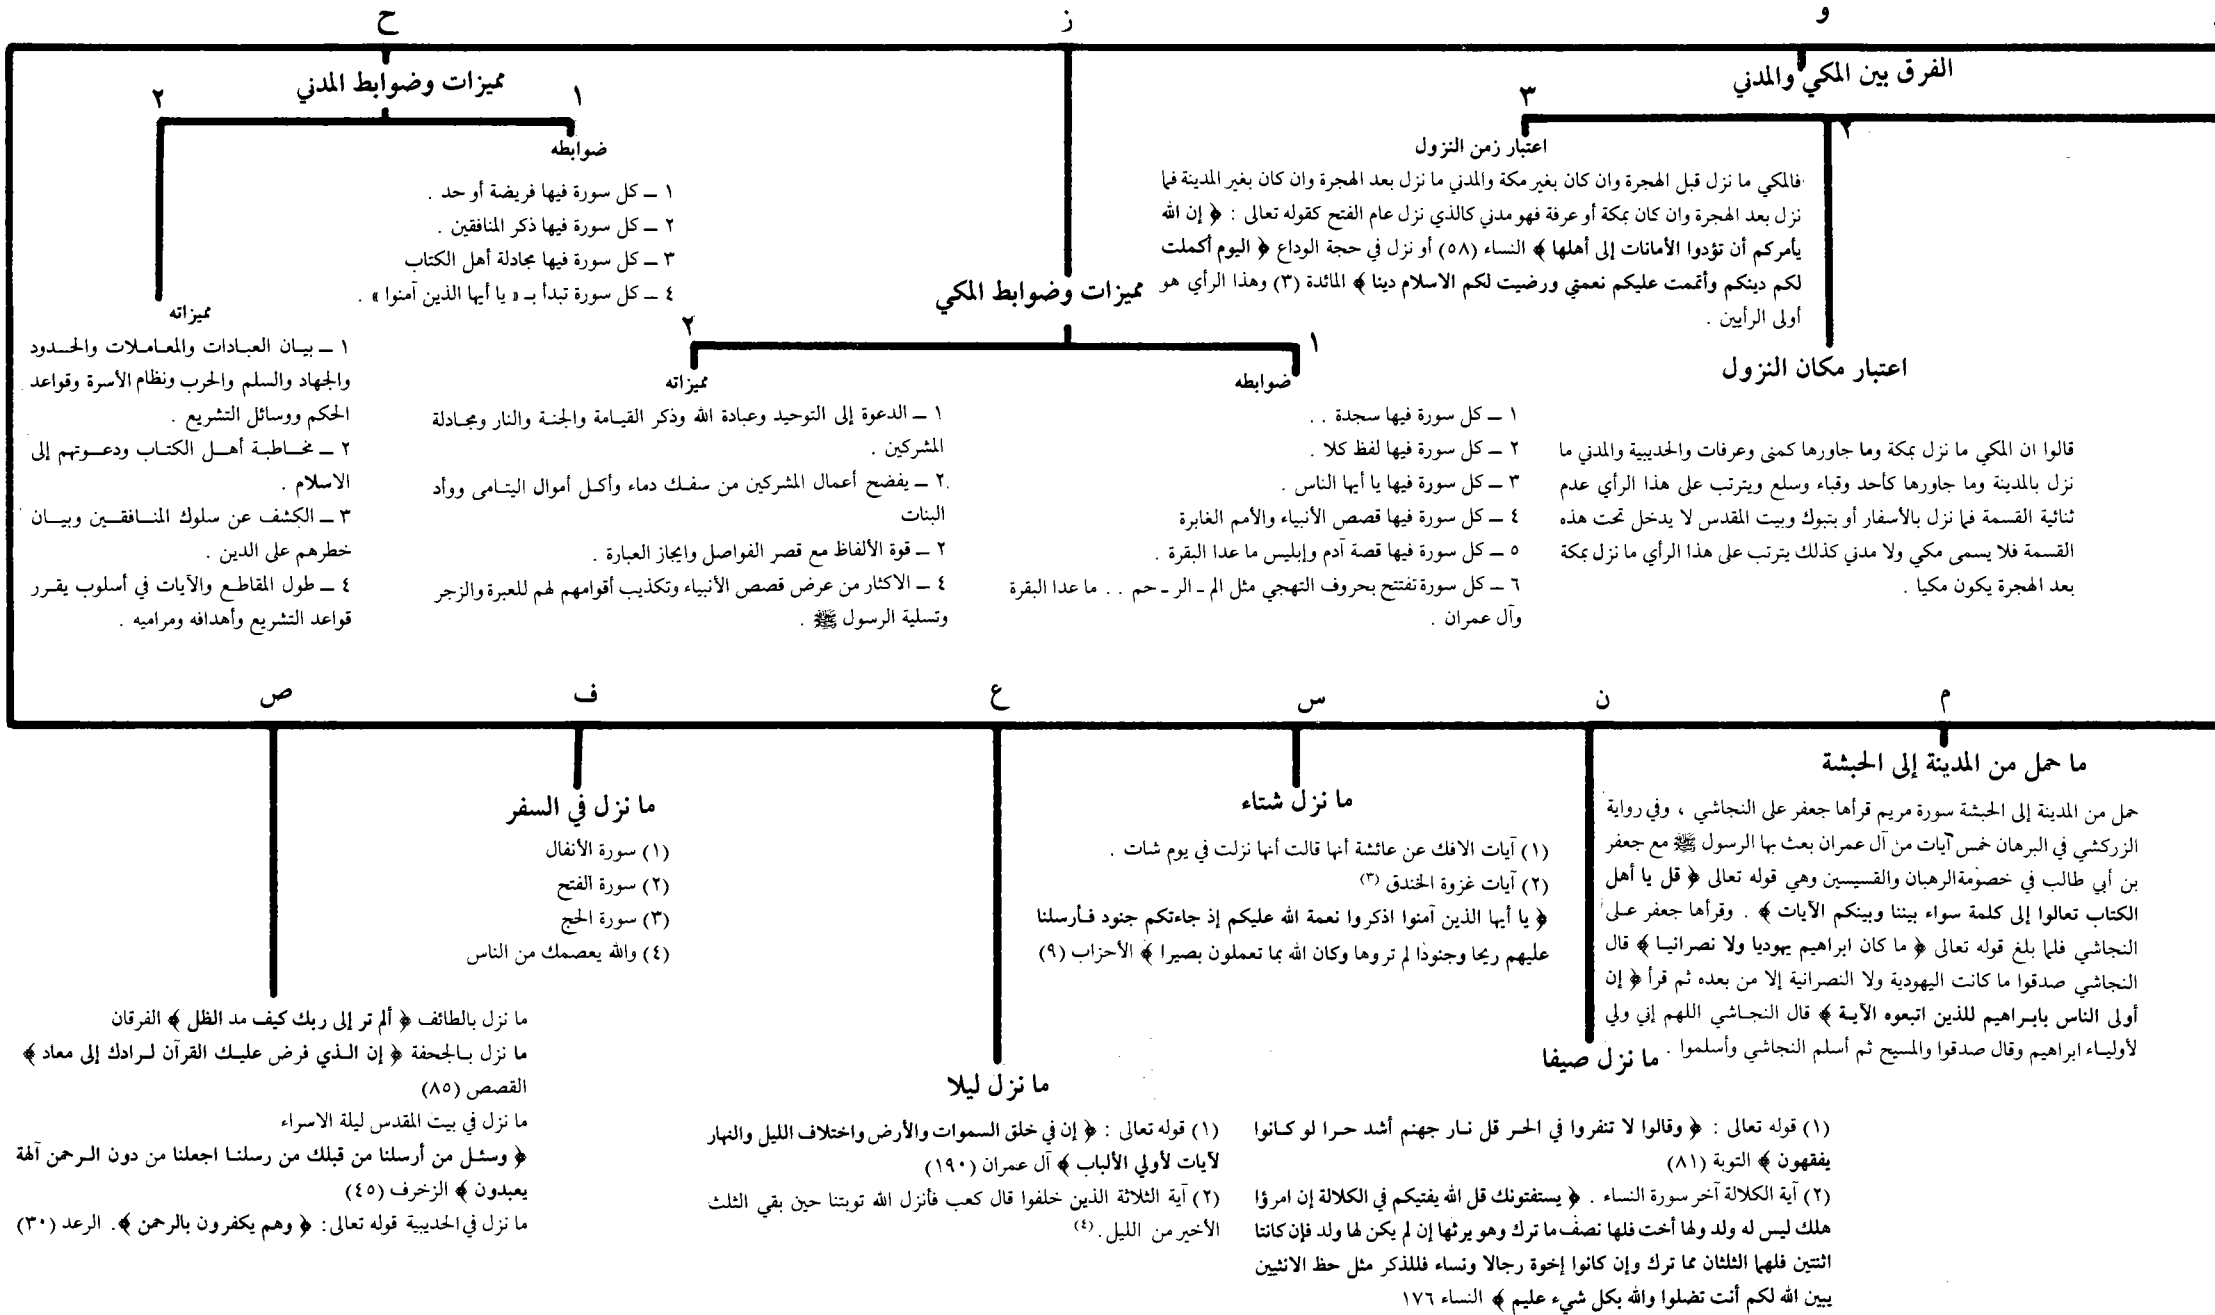 و
الفرق بين المكي والمدني
٣
اعتبار زمن النزول
فالمكي ما نزل قبل الهجرة وان كان بغير مكة والمدني ما نزل بعد الهجرة وان كان بغير المدينة فما
نزل بعد الهجرة وان كان بمكة أو عرفة فهو مدني كالذي نزل عام الفتح كقوله تعالى : ﴿ إن الله
يأمركم أن تؤدوا الأمانات إلى أهلها ﴾ النساء (٥٨) أو نزل في حجة الوداع ﴿ اليوم أكملت
لكم دينكم وأتممت عليكم نعمتي ورضيت لكم الاسلام دينا ﴾ المائدة (٣) وهذا الرأي هو
أولى الرأيين .
٢
اعتبار مكان النزول
قالوا ان المكي ما نزل بمكة وما جاورها كمنى وعرفات والحديبية والمدني ما
نزل بالمدينة وما جاورها كأحد وقباء وسلع ويترتب على هذا الرأي عدم
ثنائية القسمة فما نزل بالأسفار أو بتبوك وبيت المقدس لا يدخل تحت هذه
القسمة فلا يسمى مكي ولا مدني كذلك يترتب على هذا الرأي ما نزل بمكة
بعد الهجرة يكون مكيا .
ز
مميزات وضوابط المكي
١
ضوابطه
١ ــ كل سورة فيها سجدة . .
٢ ــ كل سورة فيها لفظ كلا .
٣ ــ كل سورة فيها يا أيها الناس .
٤ ــ كل سورة فيها قصص الأنبياء والأمم الغابرة
٥ ــ كل سورة فيها قصة آدم وإبليس ما عدا البقرة .
٦ ــ كل سورة تفتتح بحروف التهجي مثل الم ـ الر ـ حم . . ما عدا البقرة
وآل عمران .
٢
مميزاته
١ ــ الدعوة إلى التوحيد وعبادة الله وذكر القيامة والجنة والنار ومجادلة
المشركين .
٢ ــ يفضح أعمال المشركين من سفك دماء وأكل أموال اليتامى ووأد
البنات
٢ ــ قوة الألفاظ مع قصر الفواصل وايجاز العبارة .
٤ ــ الاكثار من عرض قصص الأنبياء وتكذيب أقوامهم لهم للعبرة والزجر
وتسلية الرسول ﷺ .
ح
مميزات وضوابط المدني
١
ضوابطه
١ ــ كل سورة فيها فريضة أو حد .
٢ ــ كل سورة فيها ذكر المنافقين .
٣ ــ كل سورة فيها مجادلة أهل الكتاب
٤ ــ كل سورة تبدأ بـ « يا أيها الذين آمنوا » .
٢
مميزاته
١ ــ بيان العبادات والمعاملات والحدود
والجهاد والسلم والحرب ونظام الأسرة وقواعد
الحكم ووسائل التشريع .
٢ ــ مخاطبة أهل الكتاب ودعوتهم إلى
الاسلام .
٣ ــ الكشف عن سلوك المنافقين وبيان
خطرهم على الدين .
٤ ــ طول المقاطع والآيات في أسلوب يقرر
قواعد التشريع وأهدافه ومراميه .
م
ما حمل من المدينة إلى الحبشة
حمل من المدينة إلى الحبشة سورة مريم قرأها جعفر على النجاشي ، وفي رواية
الزركشي في البرهان خمس آيات من آل عمران بعث بها الرسول ﷺ مع جعفر
بن أبي طالب في خصومة الرهبان والقسيسين وهي قوله تعالى ﴿ قل يا أهل
الكتاب تعالوا إلى كلمة سواء بيننا وبينكم الآيات ﴾ . وقرأها جعفر على
النجاشي فلما بلغ قوله تعالى ﴿ ما كان ابراهيم يهوديا ولا نصرانيا ﴾ قال
النجاشي صدقوا ما كانت اليهودية ولا النصرانية إلا من بعده ثم قرأ ﴿ إن
أولى الناس بابراهيم للذين اتبعوه الآية ﴾ قال النجاشي اللهم إني ولي
لأولياء ابراهيم وقال صدقوا والمسيح ثم أسلم النجاشي وأسلموا .
ن
ما نزل صيفا
(١) قوله تعالى : ﴿ وقالوا لا تنفروا في الحر قل نار جهنم أشد حرا لو كانوا
يفقهون ﴾ التوبة (٨١)
(٢) آية الكلالة آخر سورة النساء . ﴿ يستفتونك قل الله يفتيكم في الكلالة إن امرؤا
هلك ليس له ولد ولها أخت فلها نصف ما ترك وهو يرثها إن لم يكن لها ولد فإن كانتا
اثنتين فلهما الثلثان مما ترك وإن كانوا إخوة رجالا ونساء فللذكر مثل حظ الانثيين
يبين الله لكم أنت تضلوا والله بكل شيء عليم ﴾ النساء ١٧٦
س
ما نزل شتاء
(١) آيات الافك عن عائشة أنها قالت أنها نزلت في يوم شات .
(٢) آيات غزوة الخندق (٣)
﴿ يا أيها الذين آمنوا اذكروا نعمة الله عليكم إذ جاءتكم جنود فأرسلنا
عليهم ريحا وجنودا لم تروها وكان الله بما تعملون بصيرا ﴾ الأحزاب (٩)
ع
ما نزل ليلا
(١) قوله تعالى : ﴿ إن في خلق السموات والأرض واختلاف الليل والنهار
لآيات لأولي الألباب ﴾ آل عمران (١٩٠)
(٢) آية الثلاثة الذين خلفوا قال كعب فأنزل الله توبتنا حين بقي الثلث
الأخير من الليل . (٤)
ف
ما نزل في السفر
(١) سورة الأنفال
(٢) سورة الفتح
(٣) سورة الحج
(٤) والله يعصمك من الناس
ص
ما نزل بالطائف ﴿ ألم تر إلى ربك كيف مد الظل ﴾ الفرقان
ما نزل بالجحفة ﴿ إن الذي فرض عليك القرآن لرادك إلى معاد ﴾
القصص (٨٥)
ما نزل في بيت المقدس ليلة الاسراء
﴿ وسئل من أرسلنا من قبلك من رسلنا اجعلنا من دون الرحمن آلهة
يعبدون ﴾ الزخرف (٤٥)
ما نزل في الحديبية قوله تعالى : ﴿ وهم يكفرون بالرحمن ﴾. الرعد (٣٠)